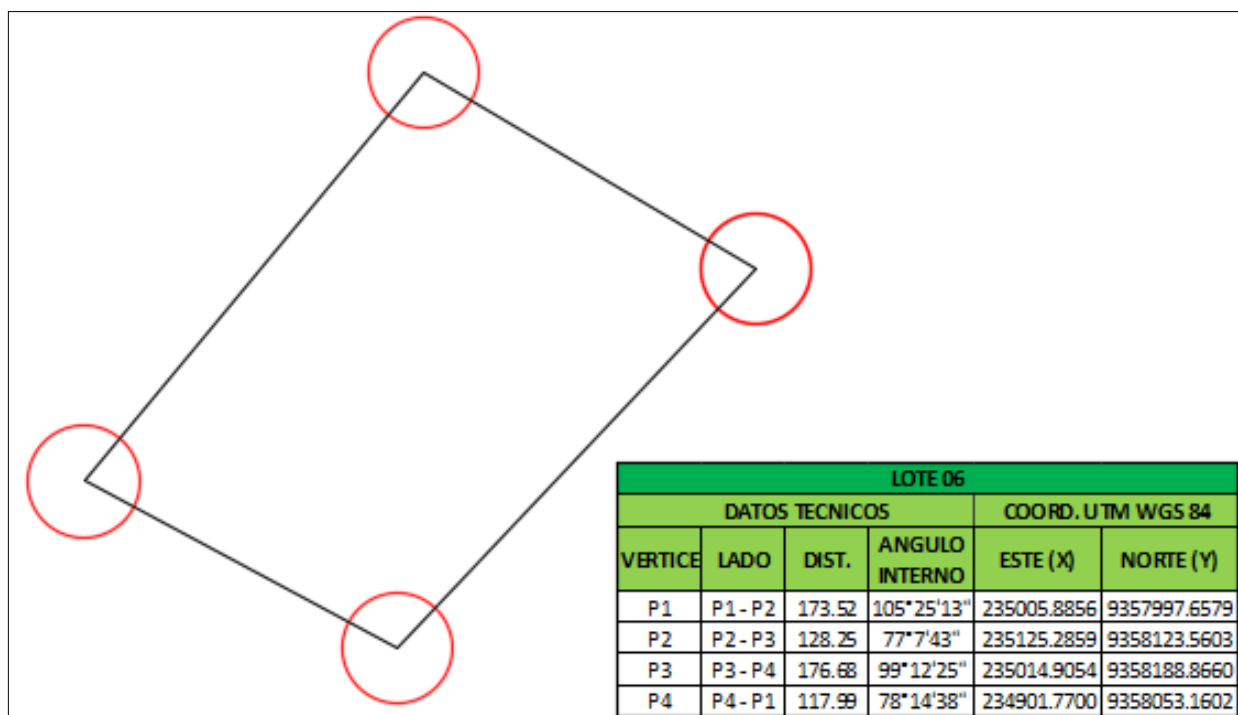 LOTE 06
DATOS TECNICOS COORD. UTM WGS 84
VERTICE LADO DIST. ANGULO INTERNO ESTE (X) NORTE (Y)
P1 P1 - P2 173.52 105°25'13" 235005.8856 9357997.6579
P2 P2 - P3 128.25 77°7'43" 235125.2859 9358123.5603
P3 P3 - P4 176.68 99°12'25" 235014.9054 9358188.8660
P4 P4 - P1 117.99 78°14'38" 234901.7700 9358053.1602